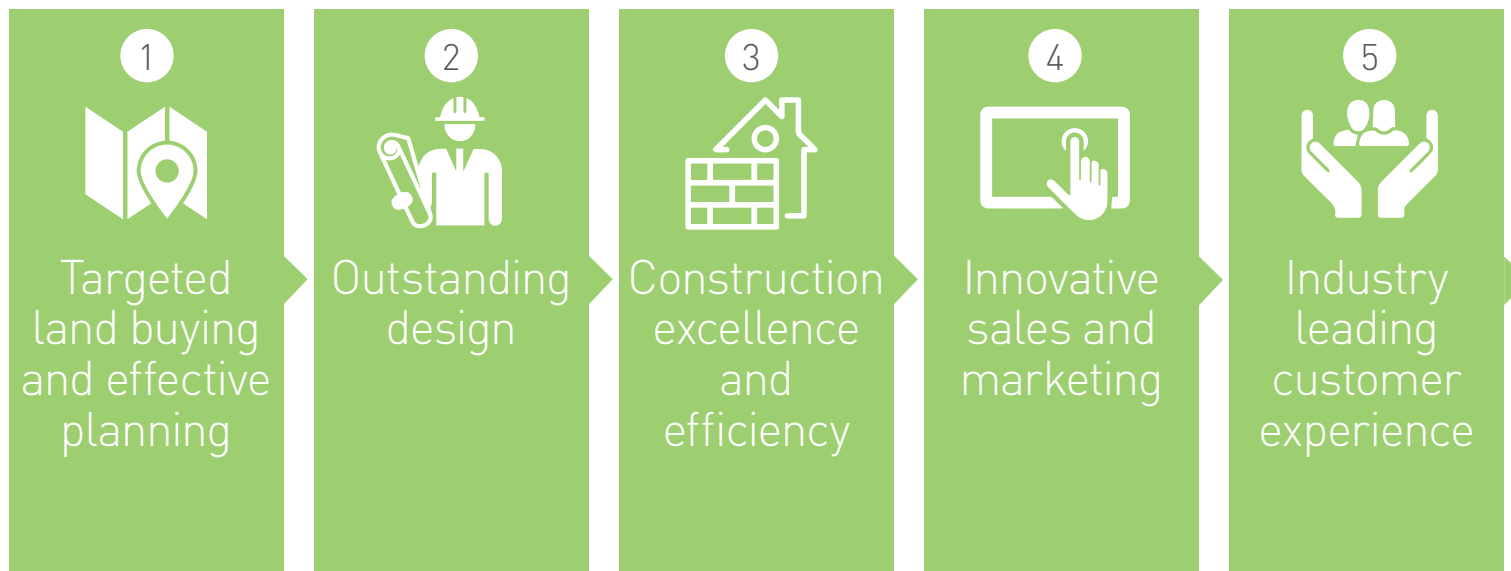 1
Targeted
land buying
and effective
planning
2
Outstanding
design
3
Construction
excellence
and
efficiency
4
Innovative
sales and
marketing
5
Industry
leading
customer
experience